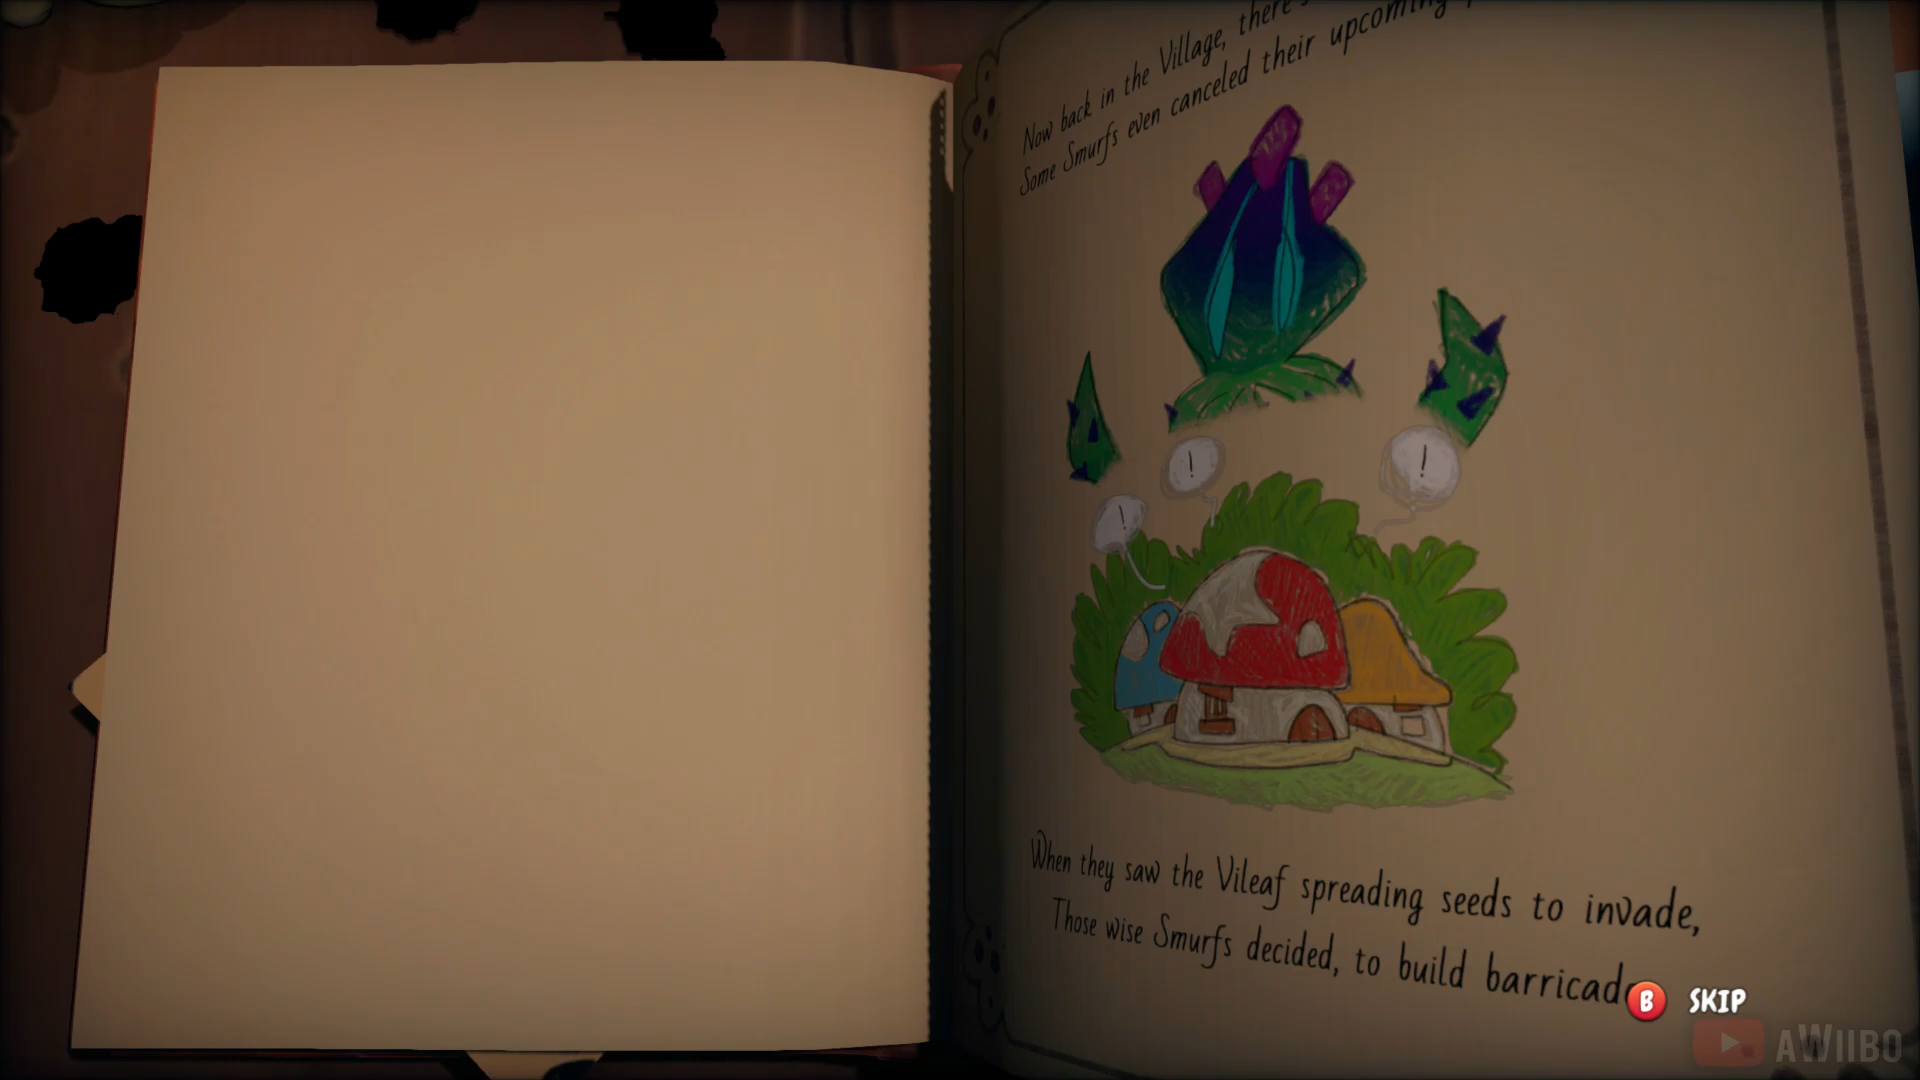 Now back in the Village, there's
Some Smurfs even canceled their upcoming
!
!
!
When they saw the Vileaf spreading seeds to invade,
Those wise Smurfs decided, to build barricad
B SKIP
AWIIBO